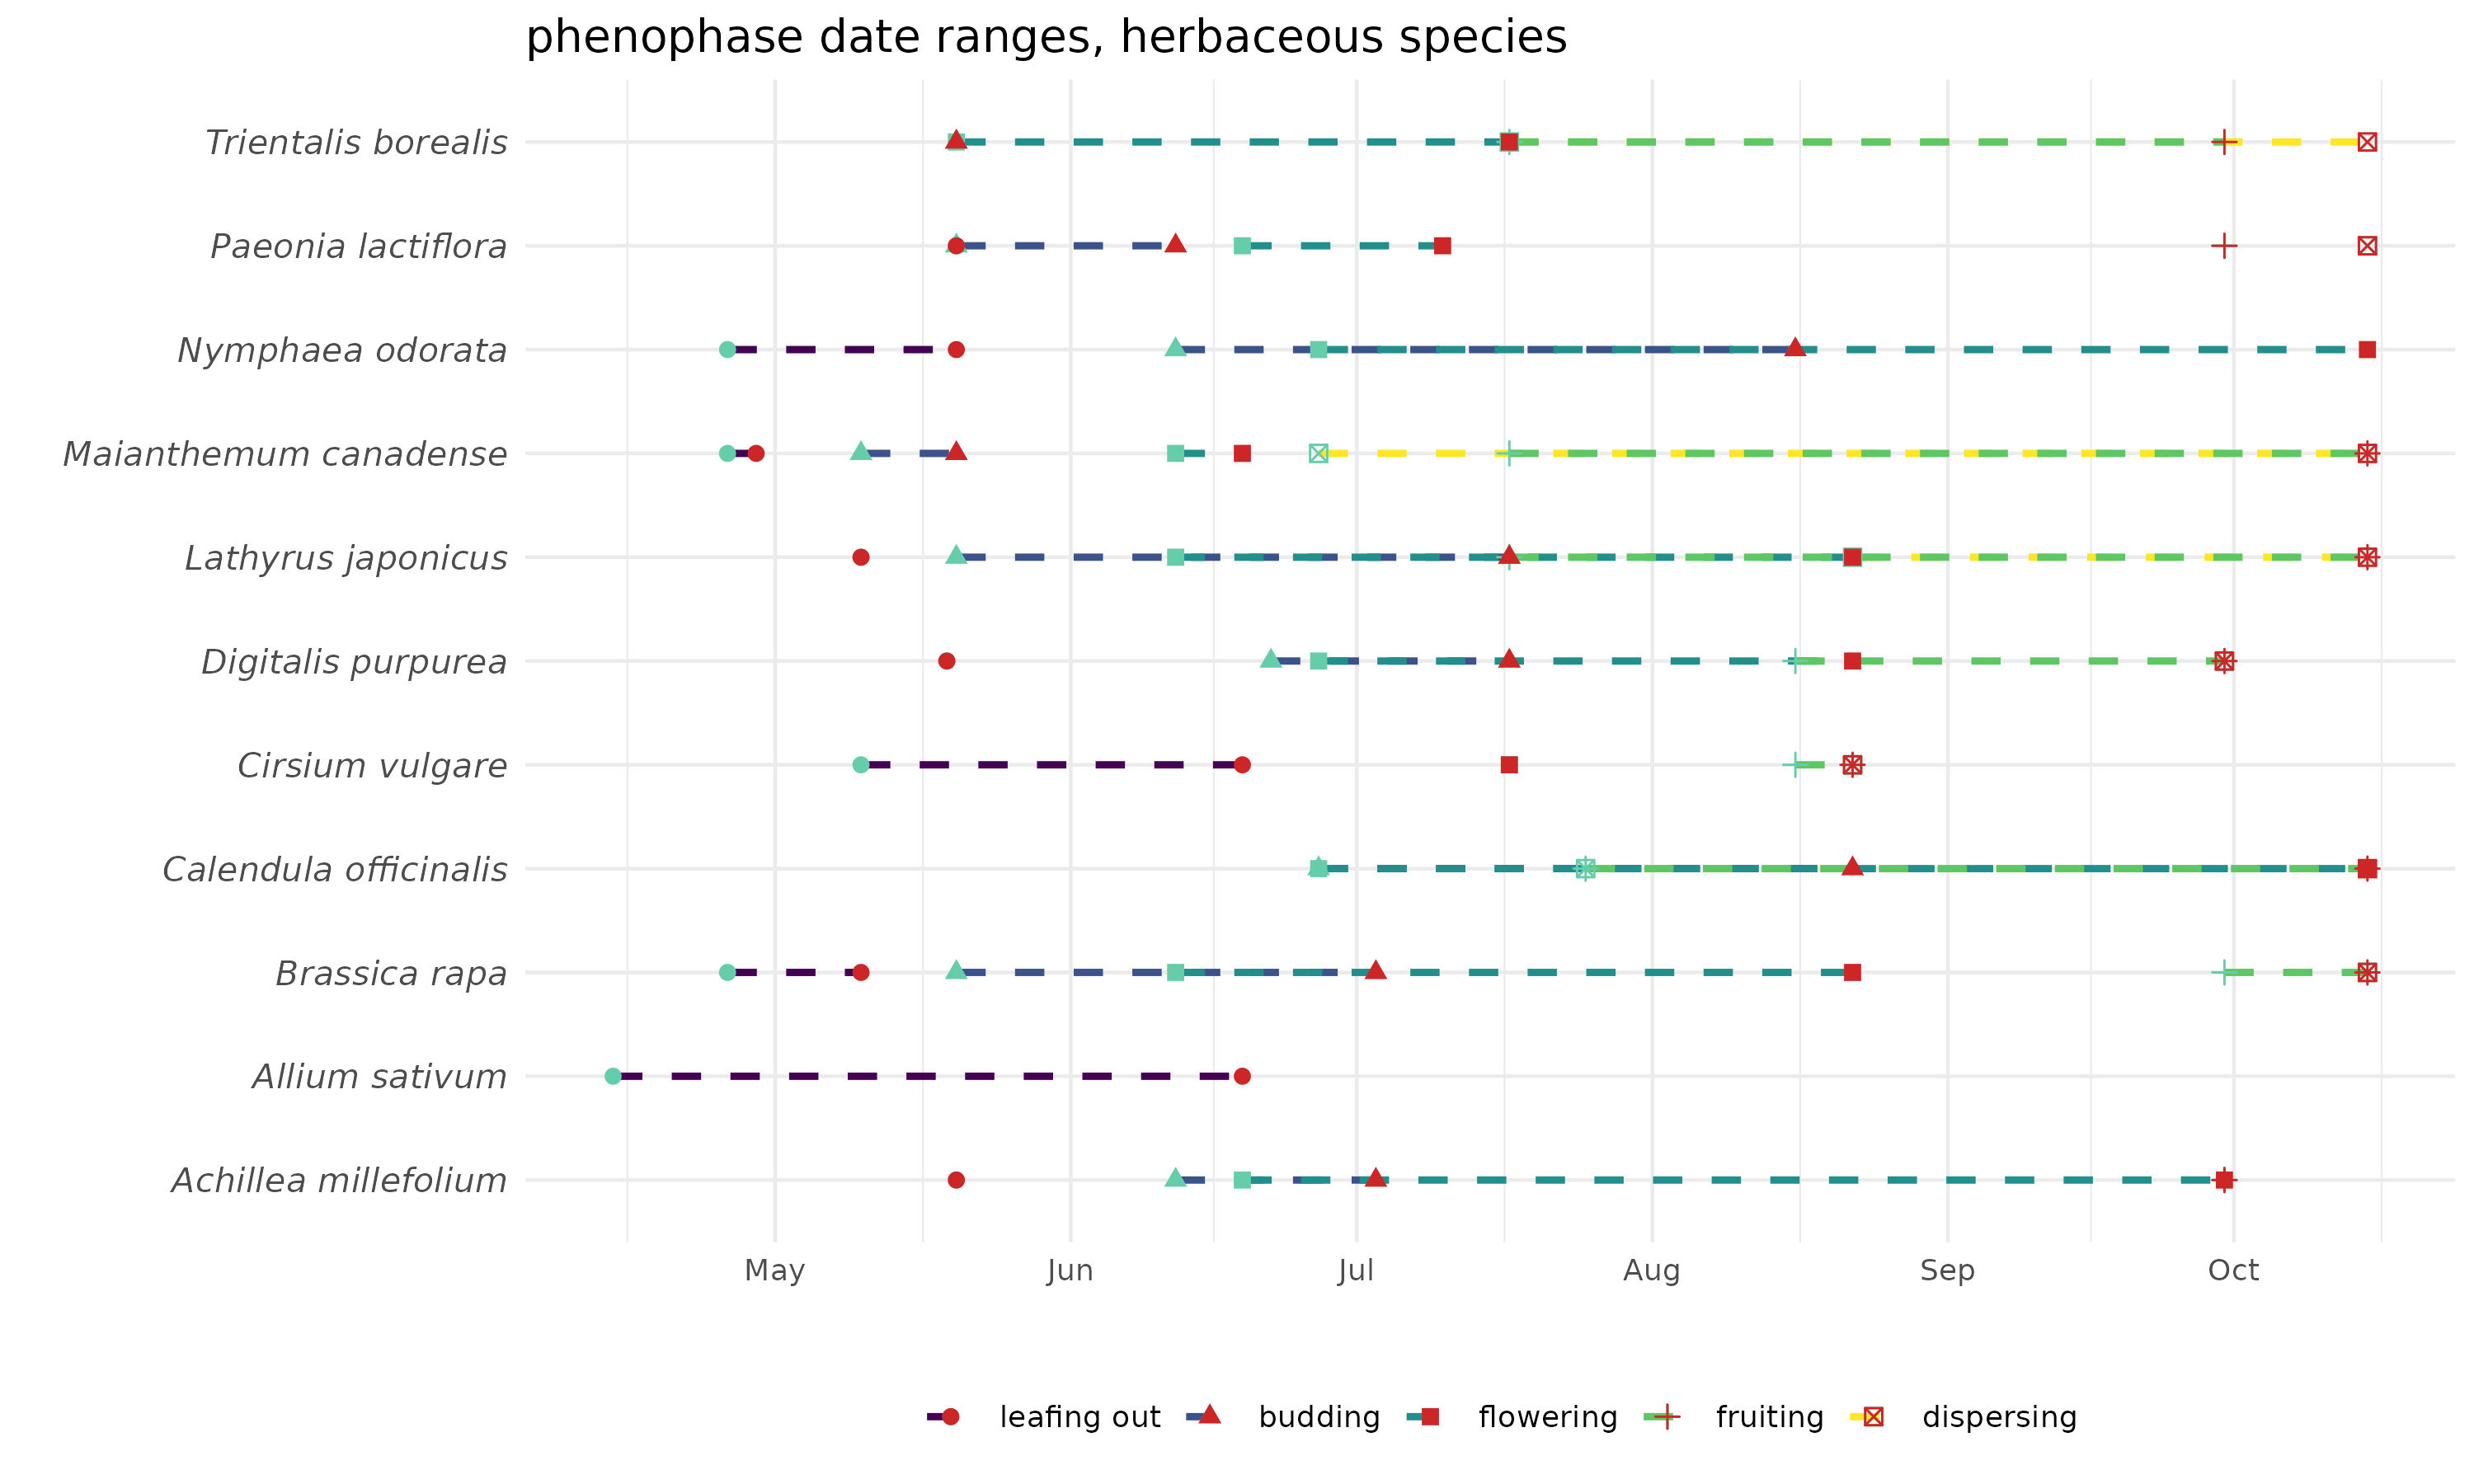 phenophase date ranges, herbaceous species
Trientalis borealis
Paeonia lactiflora
Nymphaea odorata
Maianthemum canadense
Lathyrus japonicus
Digitalis purpurea
Cirsium vulgare
Calendula officinalis
Brassica rapa
Allium sativum
Achillea millefolium
May Jun Jul Aug Sep Oct
leafing out budding flowering fruiting dispersing